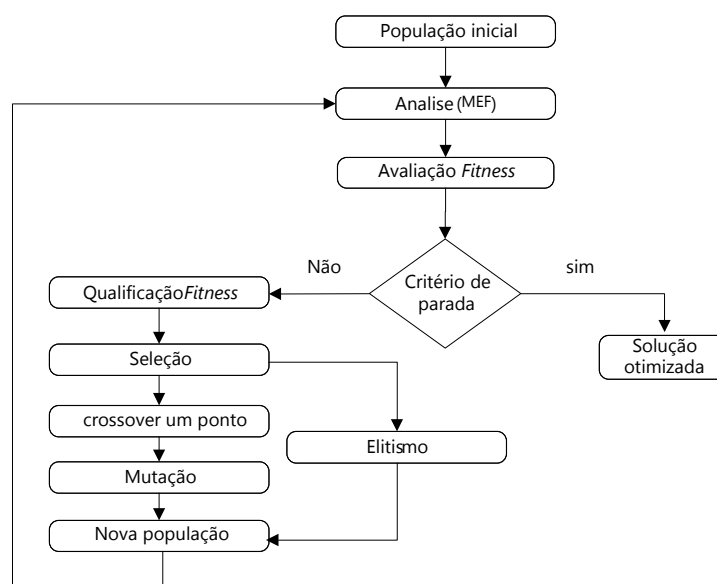 População inicial
Analise (MEF)
Avaliação Fitness
Não
sim
Critério de
parada
QualificaçãoFitness
Solução
otimizada
Seleção
crossover um ponto
Elitismo
Mutação
Nova população